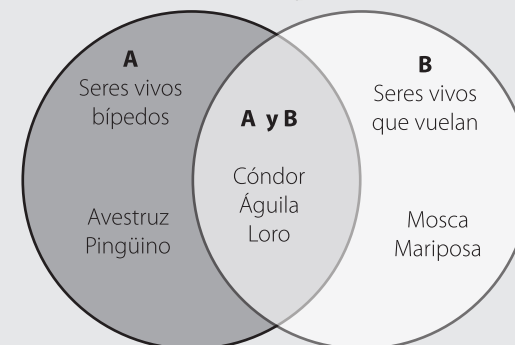 A
Seres vivos
bípedos
Avestruz
Pingüino
A y B
Cóndor
Águila
Loro
B
Seres vivos
que vuelan
Mosca
Mariposa